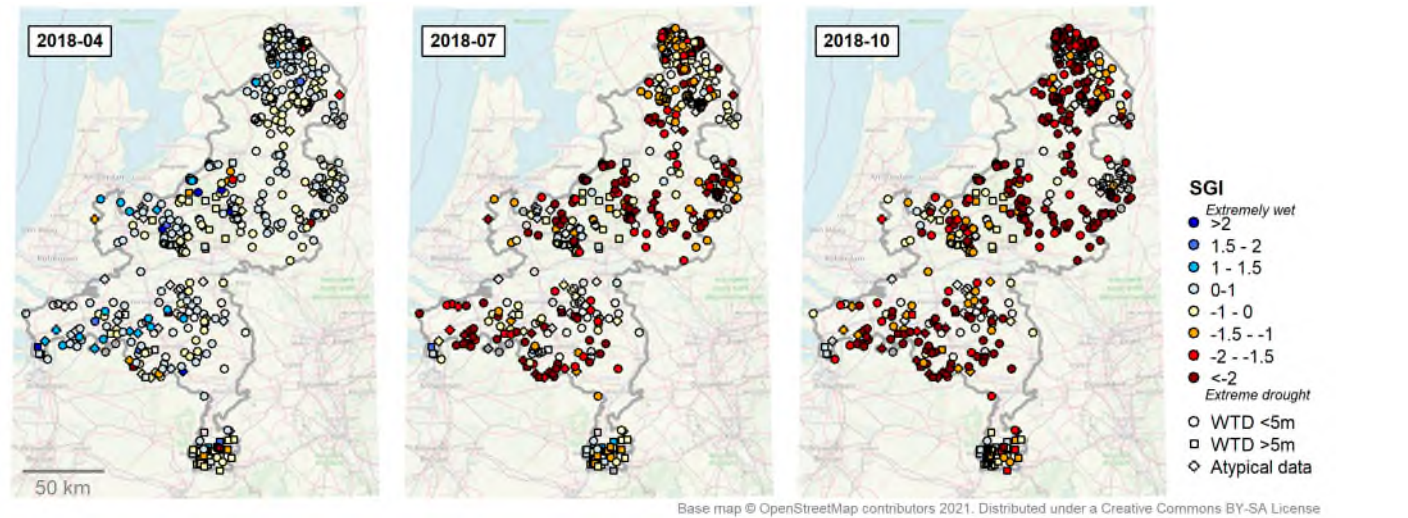 2018-04
2018-07
2018-10
SGI
Extremely wet
>2
1.5 - 2
1 - 1.5
0-1
-1 - 0
-1.5 - -1
-2 - -1.5
<-2
Extreme drought
WTD <5m
WTD >5m
Atypical data
50 km
Base map © OpenStreetMap contributors 2021. Distributed under a Creative Commons BY-SA License